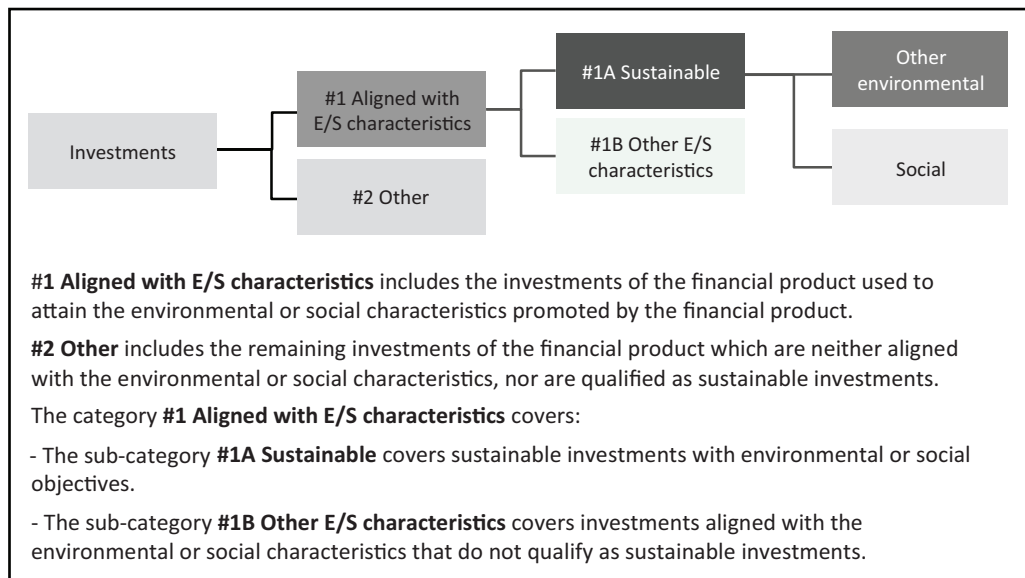 Investments
#1 Aligned with
E/S characteristics
#2 Other
#1A Sustainable
#1B Other E/S
characteristics
Other
environmental
Social
#1 Aligned with E/S characteristics includes the investments of the financial product used to
attain the environmental or social characteristics promoted by the financial product.
#2 Other includes the remaining investments of the financial product which are neither aligned
with the environmental or social characteristics, nor are qualified as sustainable investments.
The category #1 Aligned with E/S characteristics covers:
- The sub-category #1A Sustainable covers sustainable investments with environmental or social
objectives.
- The sub-category #1B Other E/S characteristics covers investments aligned with the
environmental or social characteristics that do not qualify as sustainable investments.